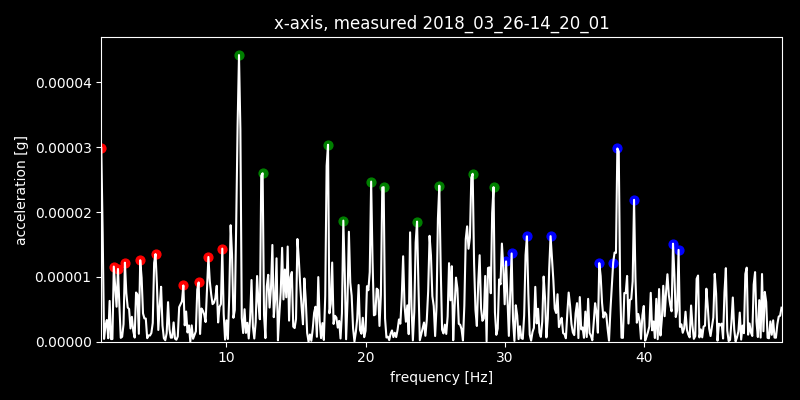 x-axis, measured 2018_03_26-14_20_01
acceleration [g]
0.00004
0.00003
0.00002
0.00001
0.00000
10 20 30 40
frequency [Hz]